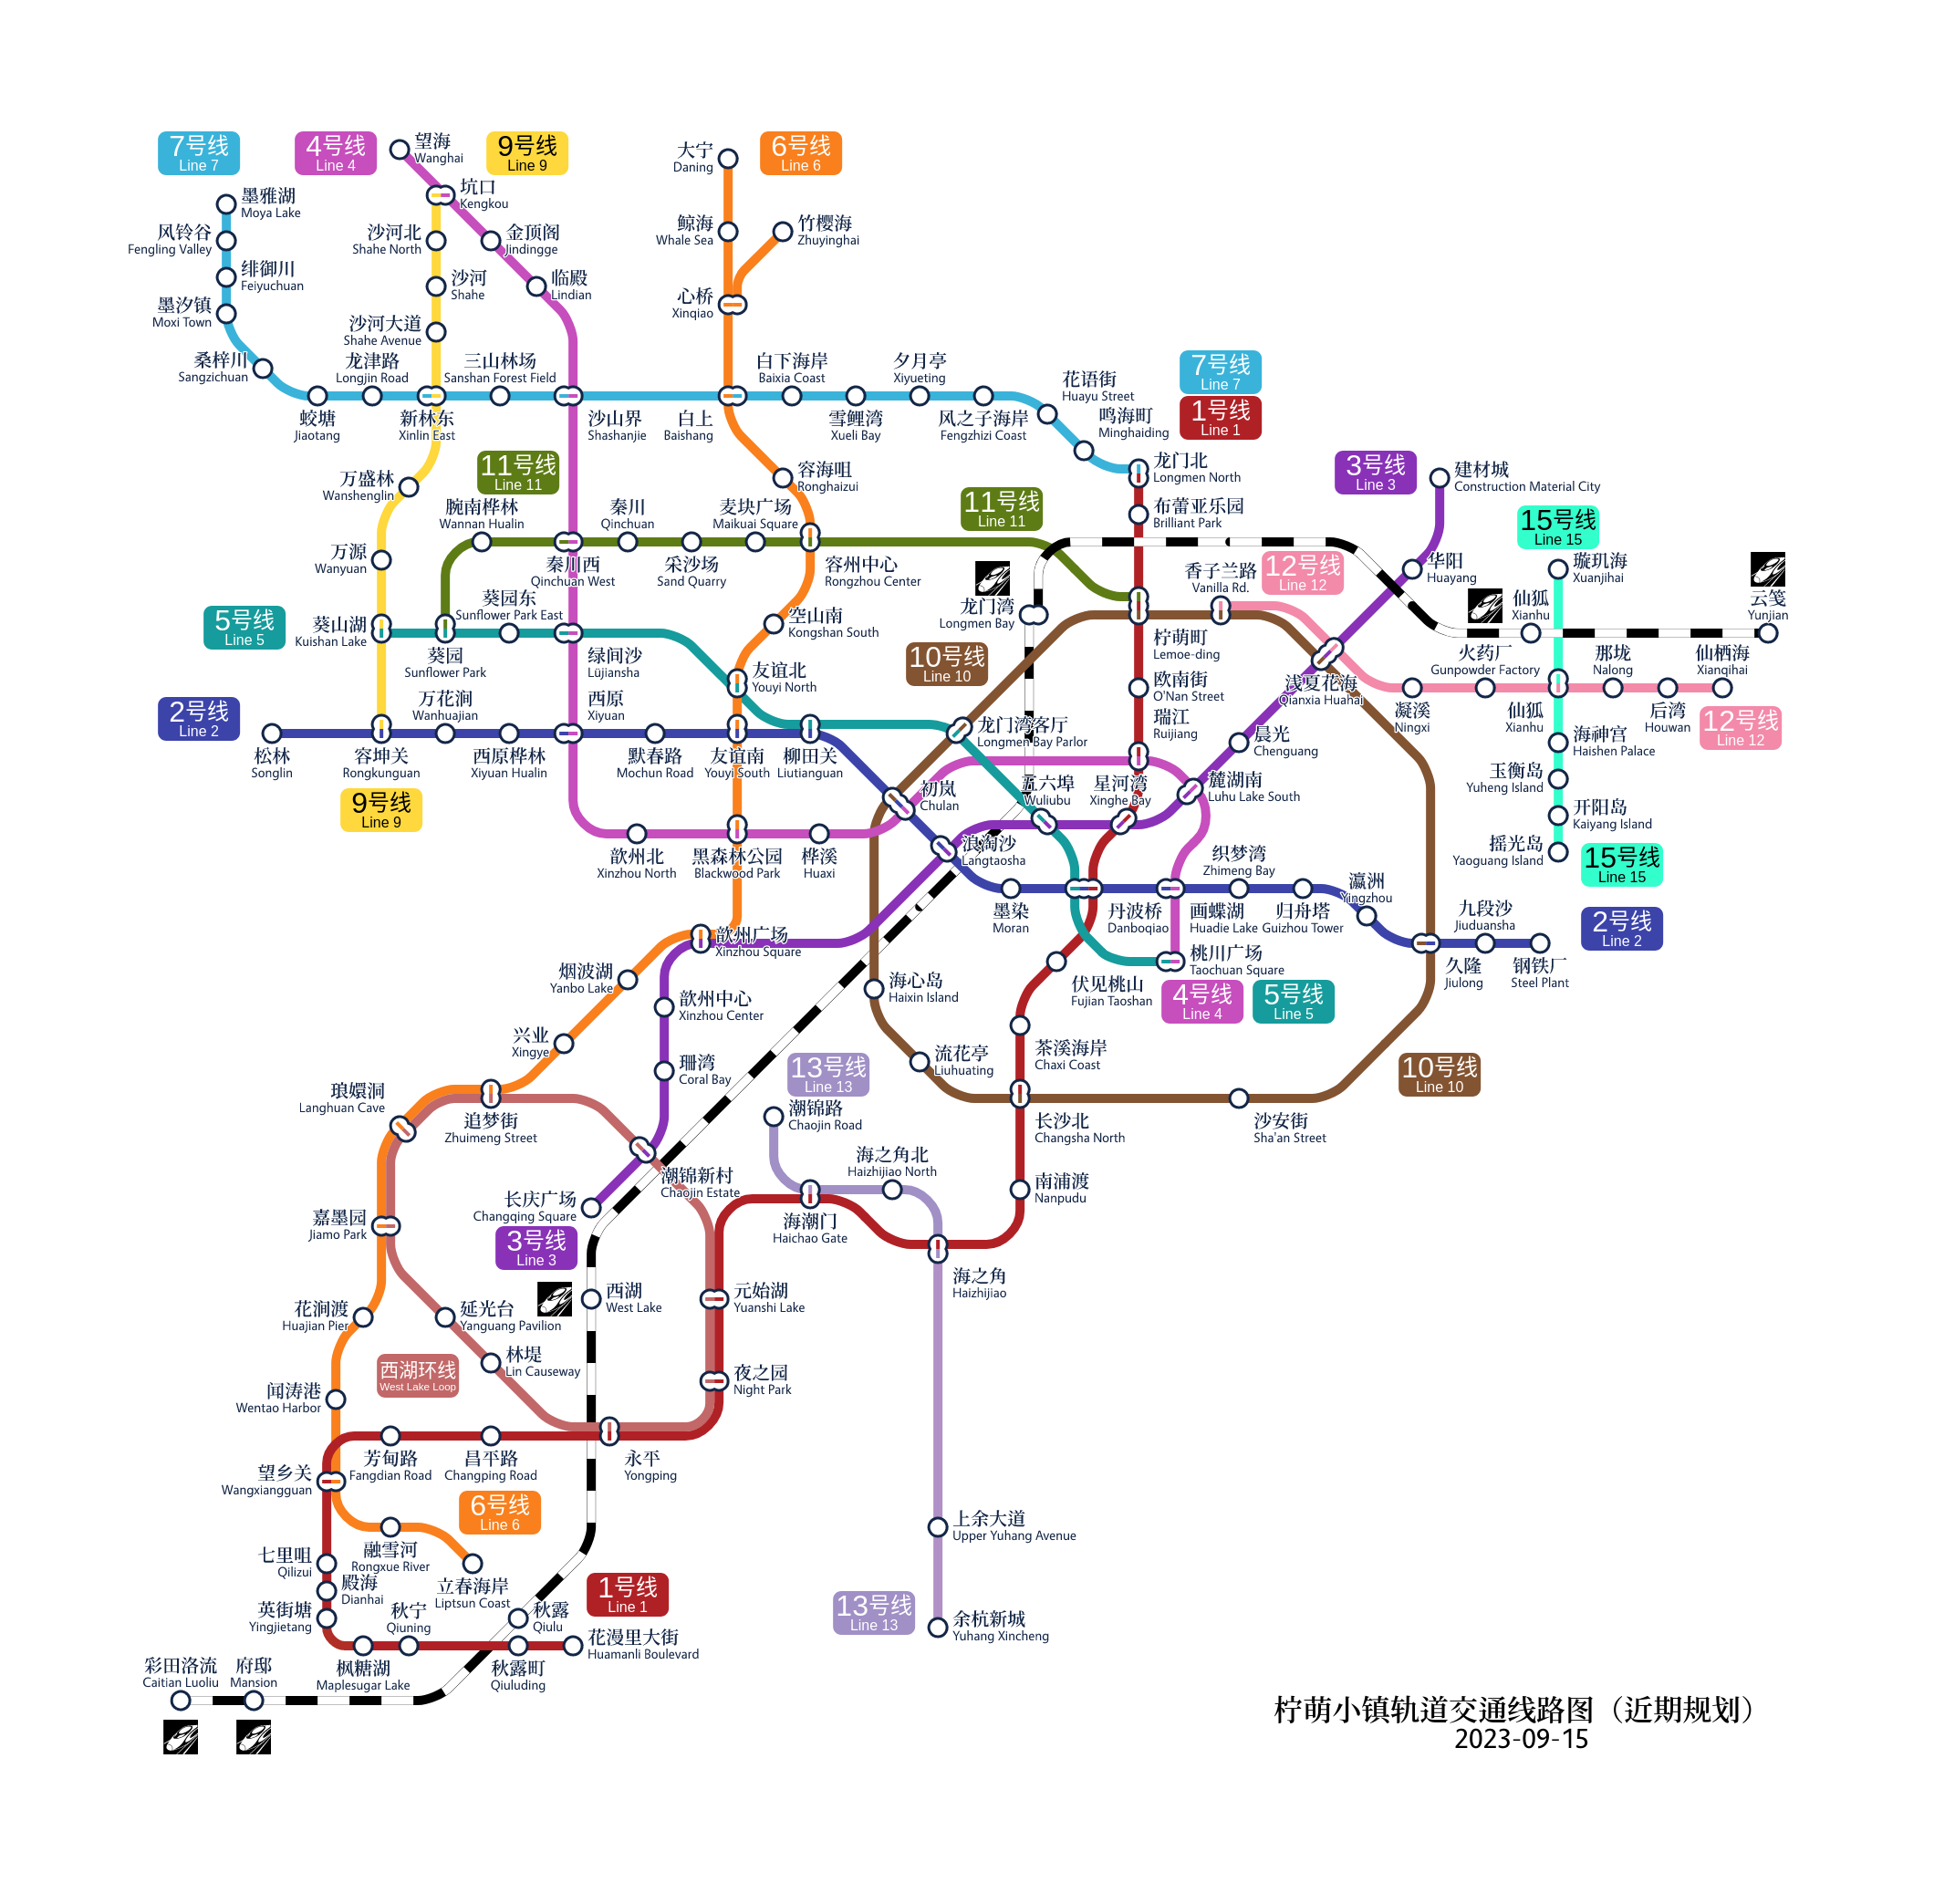 7号线
Line 7
4号线
Line 4
望海
Wanghai
9号线
Line 9
大宁
Daning
6号线
Line 6
墨雅湖
Moya Lake
坑口
Kengkou
风铃谷
Fengling Valley
沙河北
Shahe North
金顶阁
Jindingge
鲸海
Whale Sea
竹樱海
Zhuyinghai
绯御川
Feiyuchuan
沙河
Shahe
临殿
Lindian
墨汐镇
Moxi Town
沙河大道
Shahe Avenue
心桥
Xinqiao
桑梓川
Sangzichuan
龙津路
Longjin Road
三山林场
Sanshan Forest Field
白下海岸
Baixia Coast
夕月亭
Xiyueting
花语街
Huayu Street
7号线
Line 7
1号线
Line 1
蛟塘
Jiaotang
新林东
Xinlin East
沙山界
Shashanjie
白上
Baishang
雪鲤湾
Xueli Bay
风之子海岸
Fengzhizi Coast
鸣海町
Minghaiding
万盛林
Wanshenglin
11号线
Line 11
容海咀
Ronghaizui
龙门北
Longmen North
3号线
Line 3
建材城
Construction Material City
腕南桦林
Wannan Hualin
秦川
Qinchuan
麦块广场
Maikuai Square
11号线
Line 11
布蕾亚乐园
Brilliant Park
15号线
Line 15
万源
Wanyuan
秦川西
Qinchuan West
采沙场
Sand Quarry
容州中心
Rongzhou Center
香子兰路
Vanilla Rd.
12号线
Line 12
华阳
Huayang
璇玑海
Xuanjihai
5号线
Line 5
葵山湖
Kuishan Lake
葵园东
Sunflower Park East
空山南
Kongshan South
龙门湾
Longmen Bay
仙狐
Xianhu
云笺
Yunjian
葵园
Sunflower Park
绿间沙
Lüjiansha
友谊北
Youyi North
10号线
Line 10
柠萌町
Lemoe-ding
火药厂
Gunpowder Factory
那垅
Nalong
仙栖海
Xianqihai
2号线
Line 2
万花涧
Wanhuajian
西原
Xiyuan
欧南街
O'Nan Street
浅夏花海
Qianxia Huahai
凝溪
Ningxi
仙狐
Xianhu
后湾
Houwan
12号线
Line 12
松林
Songlin
容坤关
Rongkunguan
西原桦林
Xiyuan Hualin
默春路
Mochun Road
友谊南
Youyi South
柳田关
Liutianguan
龙门湾客厅
Longmen Bay Parlor
瑞江
Ruijiang
晨光
Chenguang
海神宫
Haishen Palace
9号线
Line 9
初岚
Chulan
五六埠
Wuliubu
星河湾
Xinghe Bay
麓湖南
Luhu Lake South
玉衡岛
Yuheng Island
开阳岛
Kaiyang Island
歆州北
Xinzhou North
黑森林公园
Blackwood Park
桦溪
Huaxi
浪淘沙
Langtaosha
织梦湾
Zhimeng Bay
摇光岛
Yaoguang Island
15号线
Line 15
墨染
Moran
丹波桥
Danboqiao
画蝶湖
Huadie Lake
归舟塔
Guizhou Tower
瀛洲
Yingzhou
九段沙
Jiuduansha
2号线
Line 2
歆州广场
Xinzhou Square
桃川广场
Taochuan Square
久隆
Jiulong
钢铁厂
Steel Plant
烟波湖
Yanbo Lake
海心岛
Haixin Island
伏见桃山
Fujian Taoshan
4号线
Line 4
5号线
Line 5
歆州中心
Xinzhou Center
兴业
Xingye
珊湾
Coral Bay
流花亭
Liuhuating
茶溪海岸
Chaxi Coast
10号线
Line 10
13号线
Line 13
琅嬛洞
Langhuan Cave
追梦街
Zhuimeng Street
潮锦路
Chaojin Road
长沙北
Changsha North
沙安街
Sha'an Street
潮锦新村
Chaojin Estate
海之角北
Haizhijiao North
南浦渡
Nanpudu
长庆广场
Changqing Square
嘉墨园
Jiamo Park
3号线
Line 3
海潮门
Haichao Gate
海之角
Haizhijiao
花涧渡
Huajian Pier
延光台
Yanguang Pavilion
西湖
West Lake
元始湖
Yuanshi Lake
西湖环线
West Lake Loop
林堤
Lin Causeway
夜之园
Night Park
闻涛港
Wentao Harbor
望乡关
Wangxiangguan
芳甸路
Fangdian Road
昌平路
Changping Road
永平
Yongping
6号线
Line 6
上余大道
Upper Yuhang Avenue
七里咀
Qilizui
融雪河
Rongxue River
立春海岸
Liptsun Coast
1号线
Line 1
殿海
Dianhai
英街塘
Yingjietang
秋宁
Qiuning
秋露
Qiulu
花漫里大街
Huamanli Boulevard
13号线
Line 13
余杭新城
Yuhang Xincheng
彩田洛流
Caitian Luoliu
府邸
Mansion
枫糖湖
Maplesugar Lake
秋露町
Qiuluding
柠萌小镇轨道交通线路图（近期规划）
2023-09-15